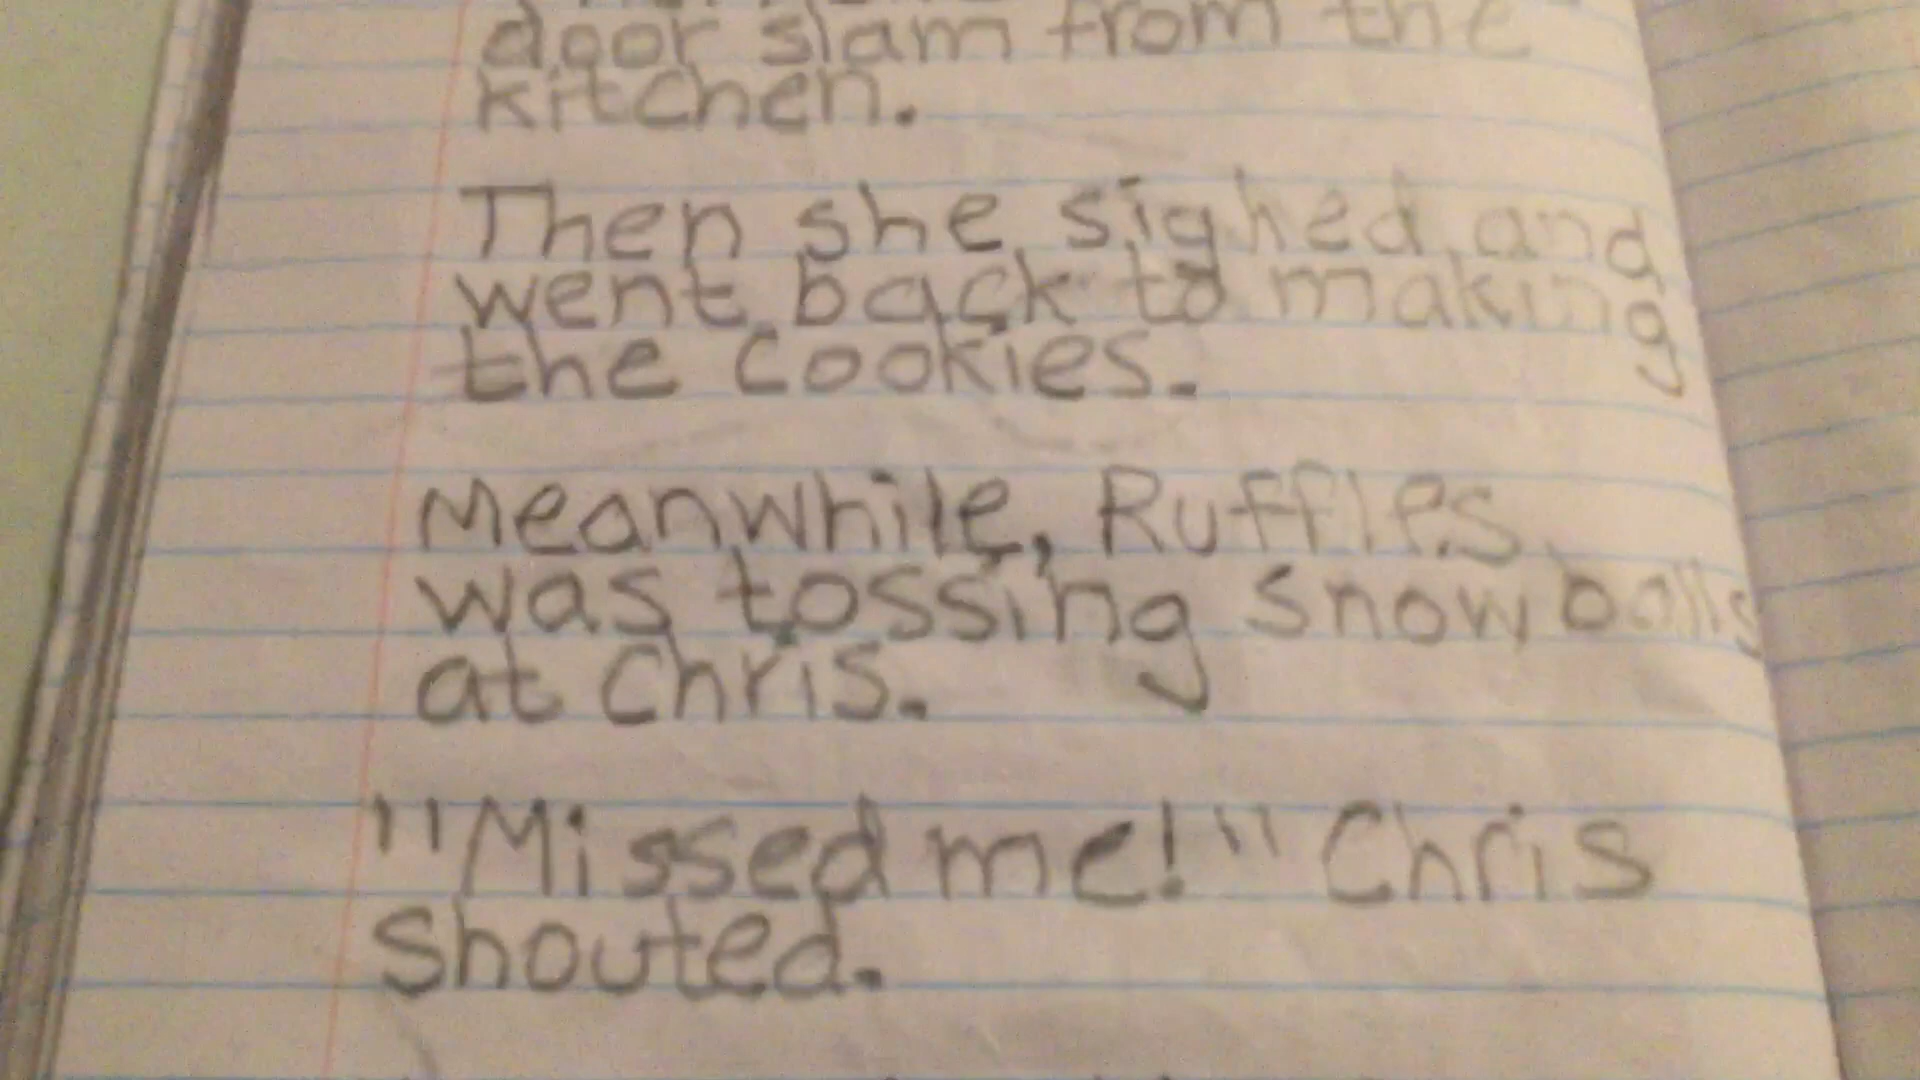 door slam from the
kitchen.
Then she sighed and
went back to making
the cookies.
Meanwhile, Ruffles
was tossing snowballs
at Chris.
"Missed me!" Chris
shouted.